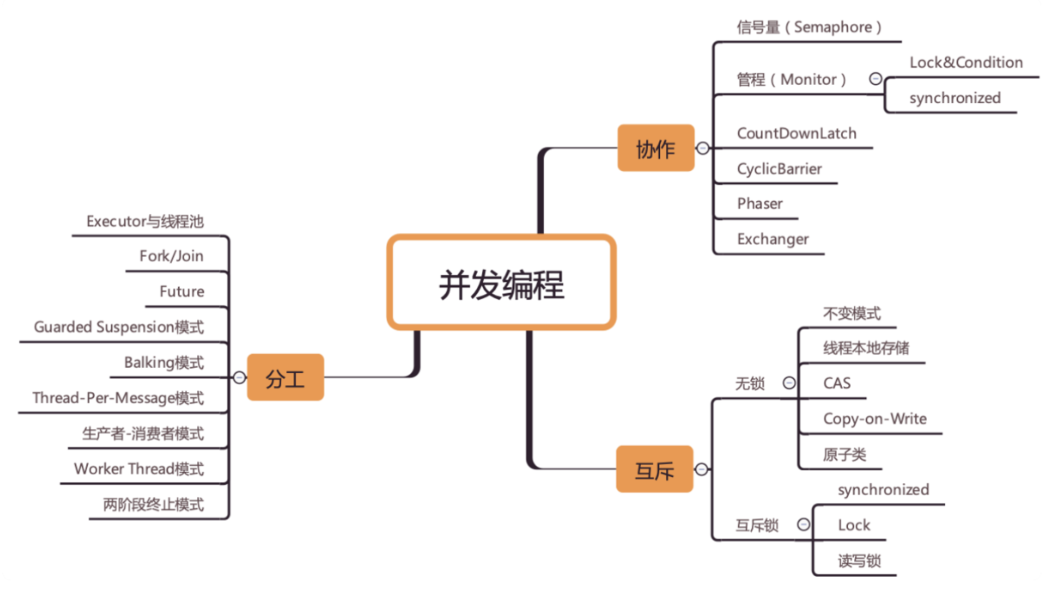 并发编程
协作
信号量（Semaphore）
管程（Monitor）
Lock&Condition
synchronized
CountDownLatch
CyclicBarrier
Phaser
Exchanger
分工
Executor与线程池
Fork/Join
Future
Guarded Suspension模式
Balking模式
Thread-Per-Message模式
生产者-消费者模式
Worker Thread模式
两阶段终止模式
互斥
无锁
不变模式
线程本地存储
CAS
Copy-on-Write
原子类
互斥锁
synchronized
Lock
读写锁